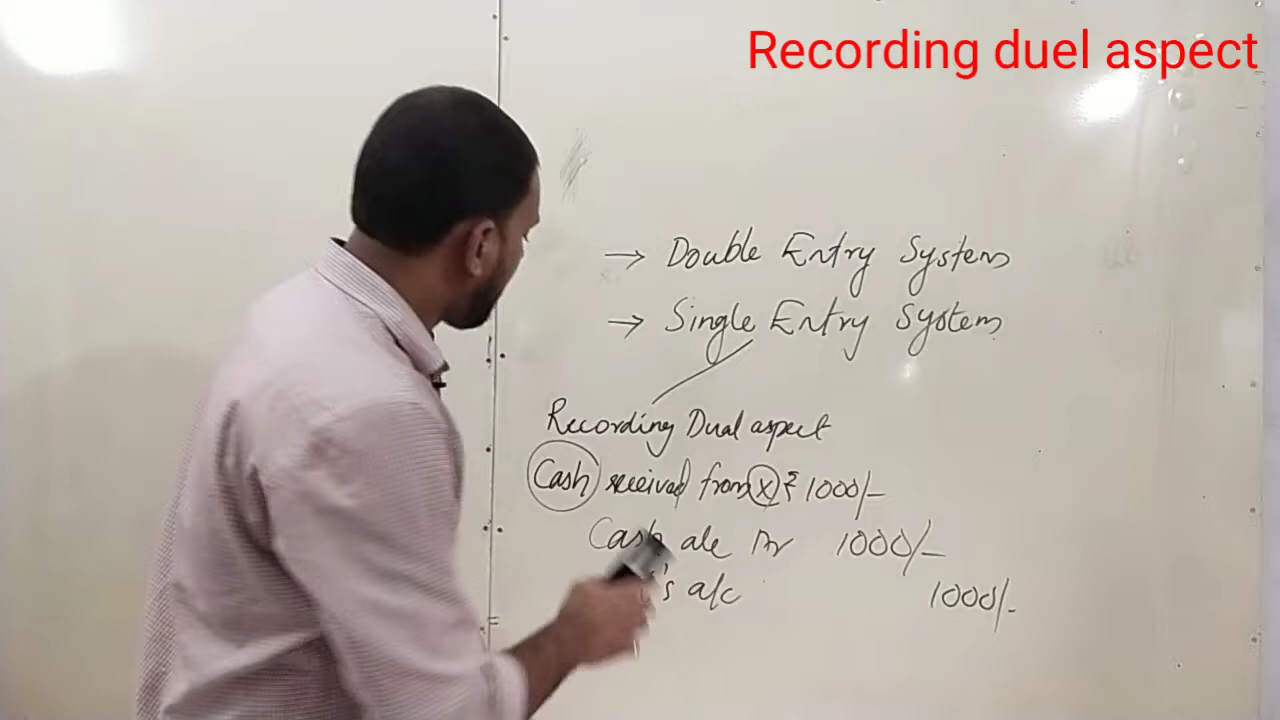 Recording duel aspect
→ Double Entry System
→ Single Entry System
Recording Dual aspect
Cash received from X ₹ 1000/-
Cash a/c Dr 1000/-
's a/c 1000/-